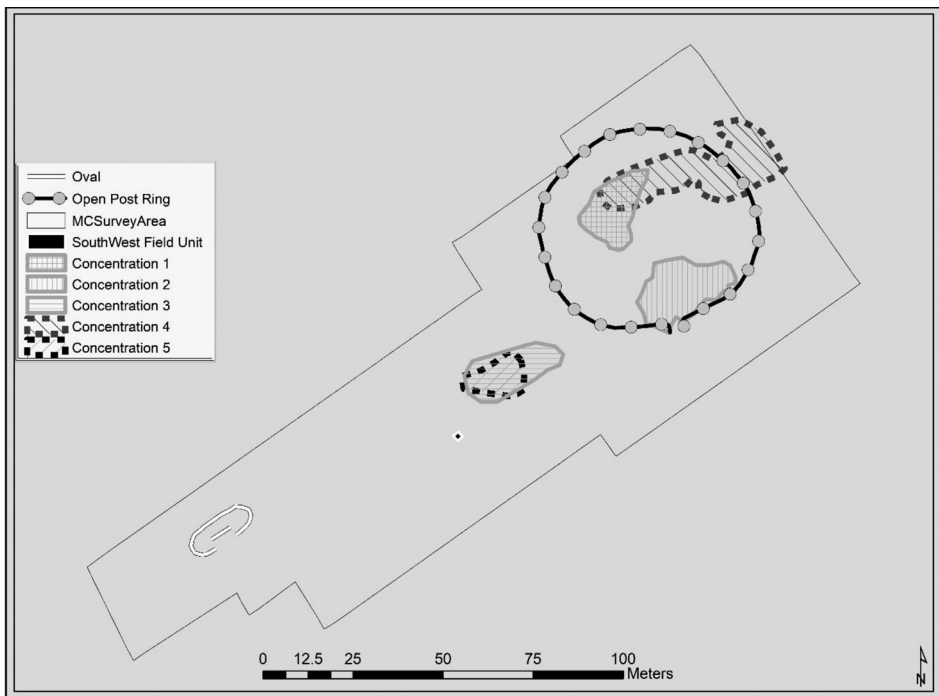 Oval
Open Post Ring
MCSurveyArea
SouthWest Field Unit
Concentration 1
Concentration 2
Concentration 3
Concentration 4
Concentration 5
0 12.5 25 50 75 100
Meters
N